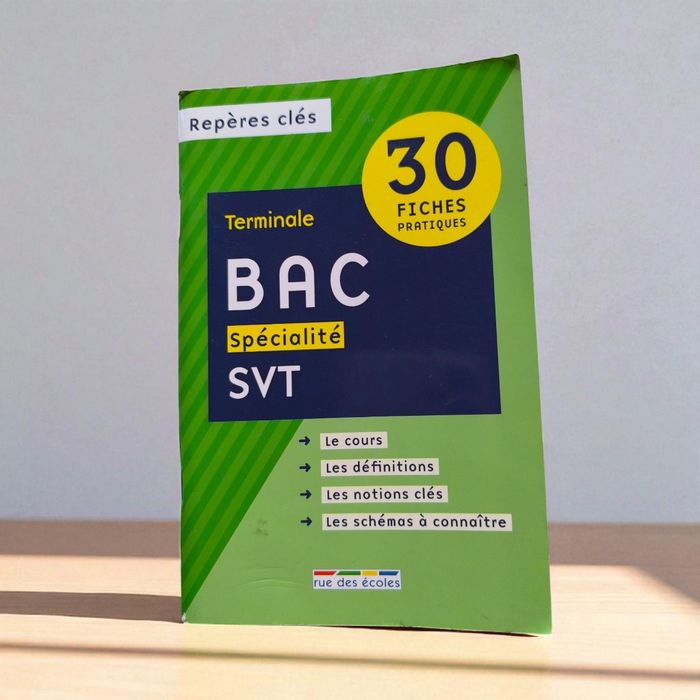 Repères clés
30
FICHES
PRATIQUES
Terminale
BAC
Spécialité
SVT
→ Le cours
→ Les définitions
→ Les notions clés
→ Les schémas à connaître
rue des écoles